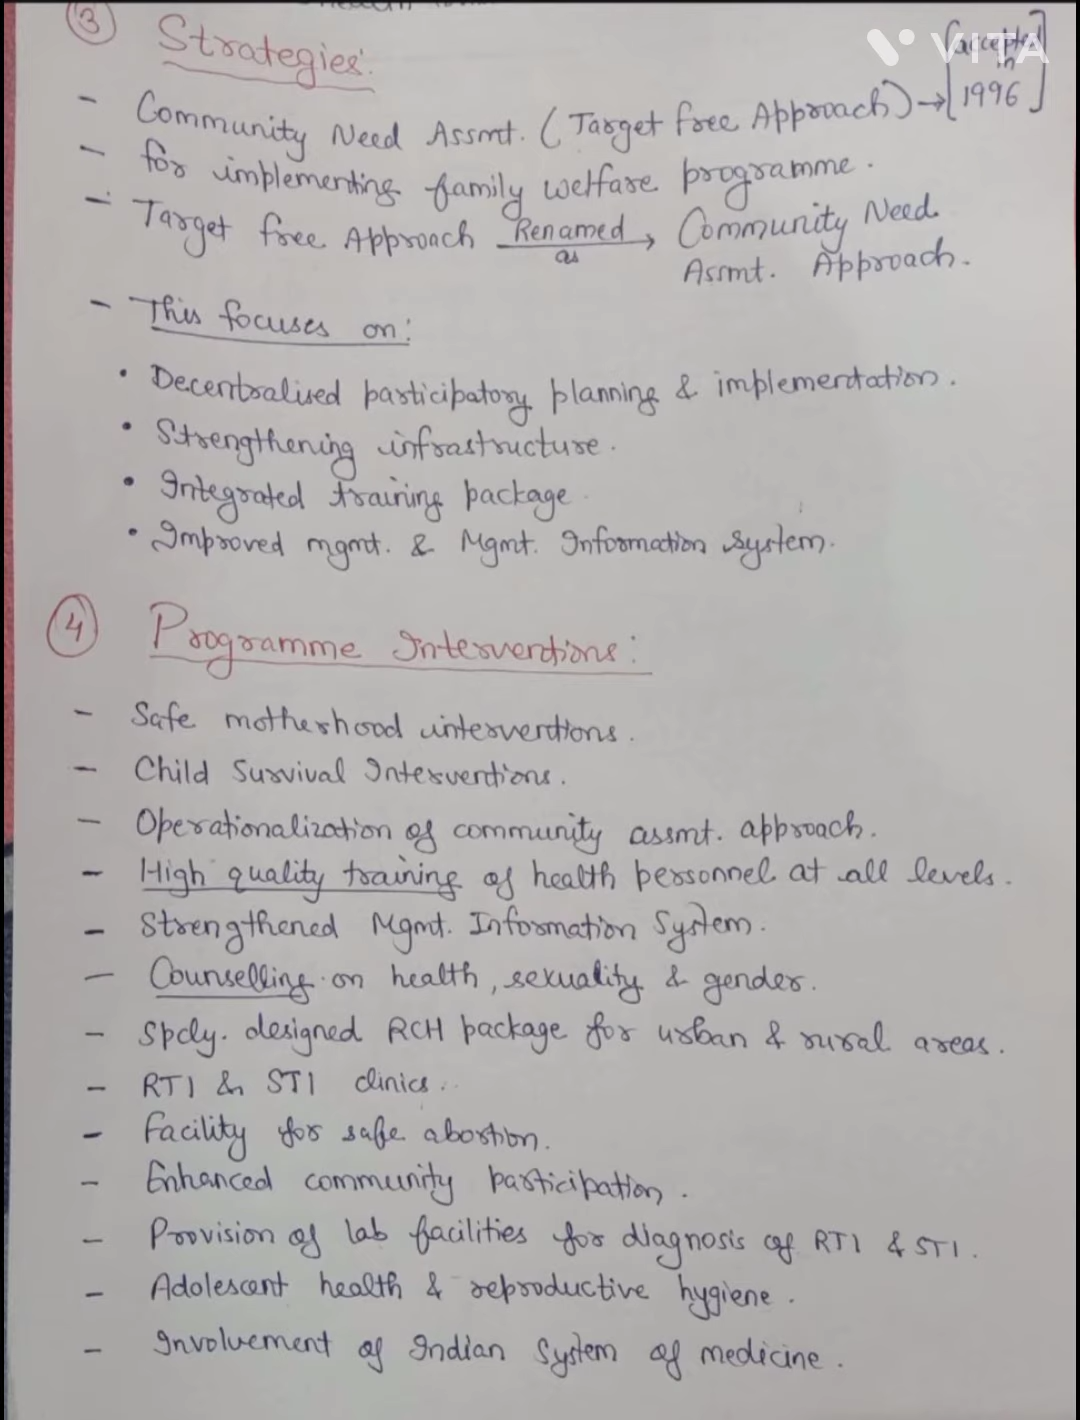 ③ Strategies:
[accepted
in
1996]
- Community Need Assmt. (Target free Approach) →
- for implementing family welfare programme.
- Target free Approach Renamed as → Community Need
Assmt. Approach.
- This focuses on:
• Decentralised participatory planning & implementation.
• Strengthening infrastructure.
• Integrated training package.
• Improved mgmt. & Mgmt. Information system.
④ Programme Interventions:
- Safe motherhood interventions.
- Child Survival Interventions.
- Operationalization of community assmt. approach.
- High quality training of health personnel at all levels.
- Strengthened Mgmt. Information System.
- Counselling on health, sexuality & gender.
- Spcly. designed RCH package for urban & rural areas.
- RTI & STI clinics.
- Facility for safe abortion.
- Enhanced community participation.
- Provision of lab facilities for diagnosis of RTI & STI.
- Adolescent health & reproductive hygiene.
- Involvement of Indian System of medicine.
VITA